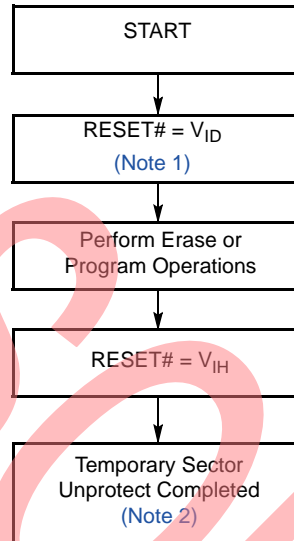 START
RESET# = VID
(Note 1)
Perform Erase or
Program Operations
RESET# = VIH
Temporary Sector
Unprotect Completed
(Note 2)